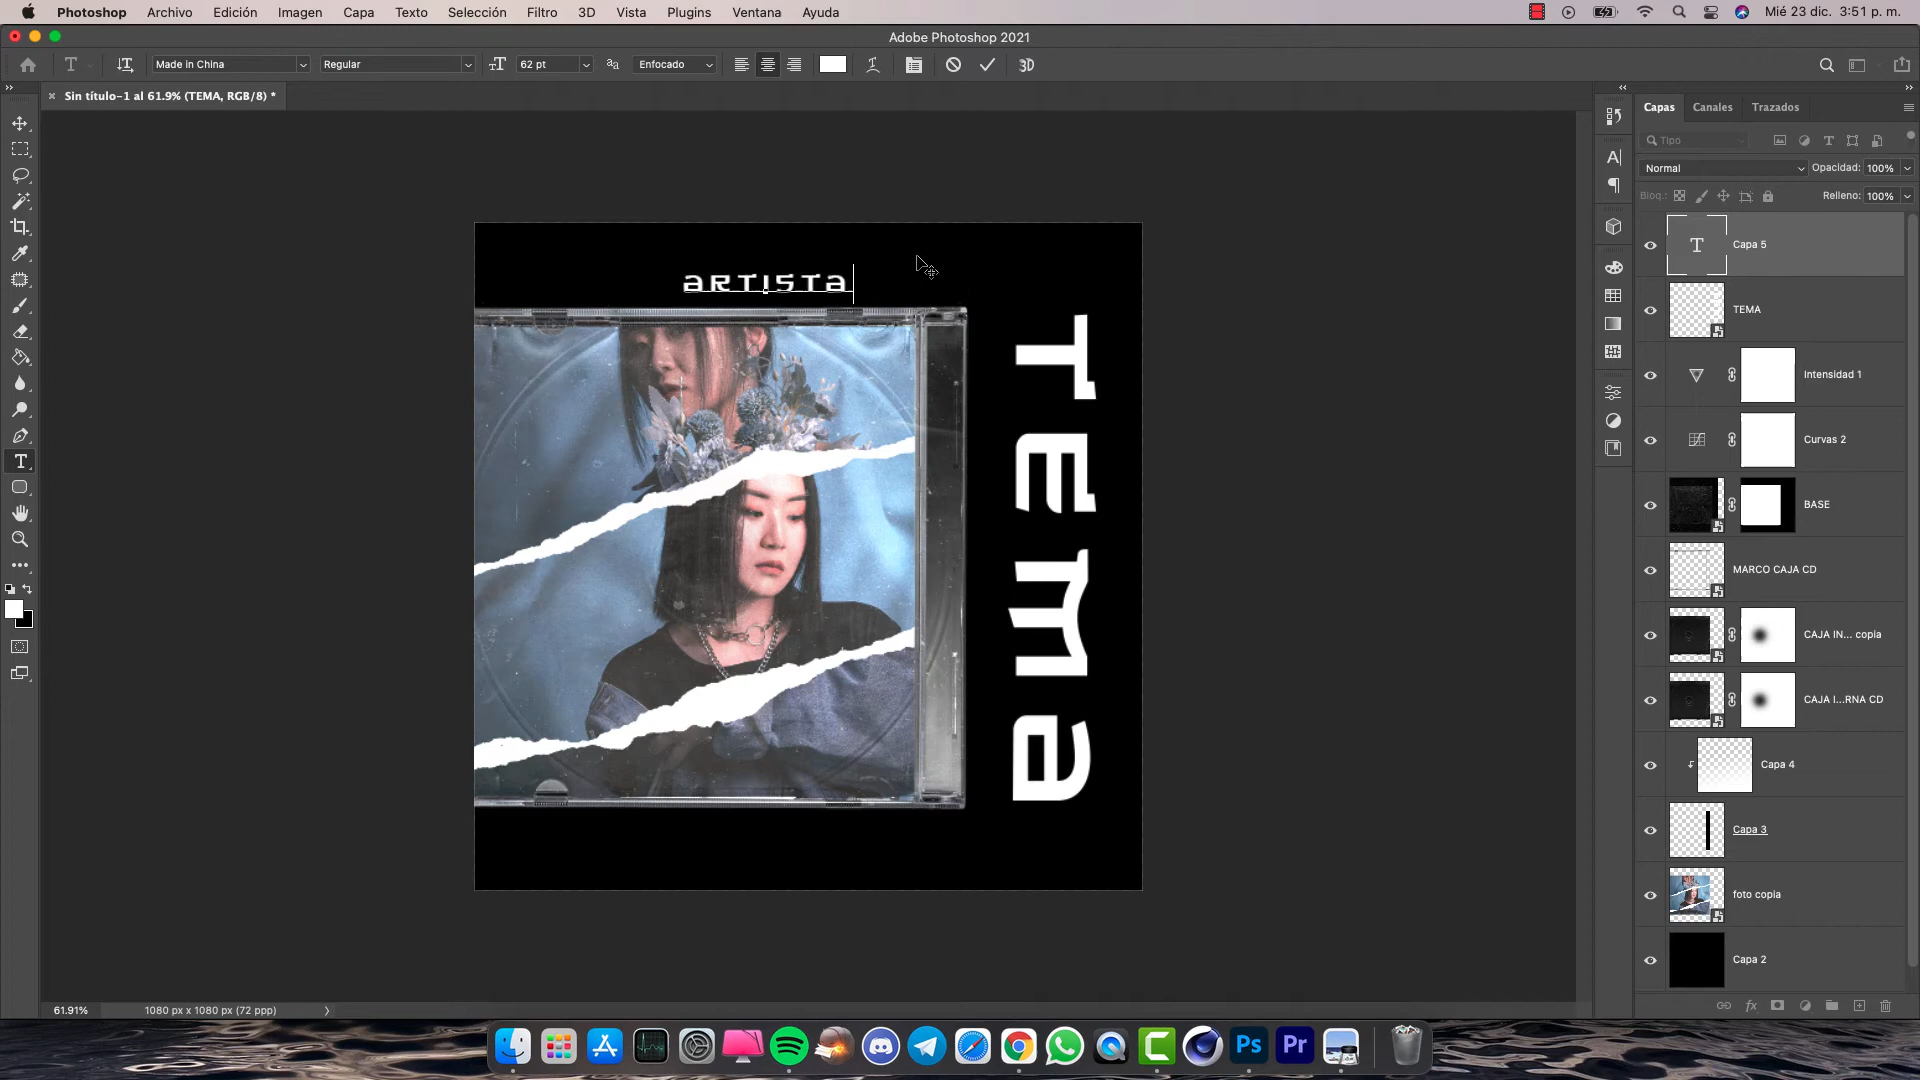 Photoshop Archivo Edición Imagen Capa Texto Selección Filtro 3D Vista Plugins Ventana Ayuda Mié 23 dic. 3:51 p. m.
Adobe Photoshop 2021
Made in China Regular 62 pt Enfocado 3D
Sin título-1 al 61.9% (TEMA, RGB/8) *
Capas Canales Trazados
Tipo
Normal Opacidad: 100%
Bloq.: Relleno: 100%
Capa 5
TEMA
Intensidad 1
Curvas 2
BASE
MARCO CAJA CD
CAJA IN... copia
CAJA I...RNA CD
Capa 4
Capa 3
foto copia
Capa 2
ARTISTA
TEMA
61.91% 1080 px x 1080 px (72 ppp)
Ps Pr